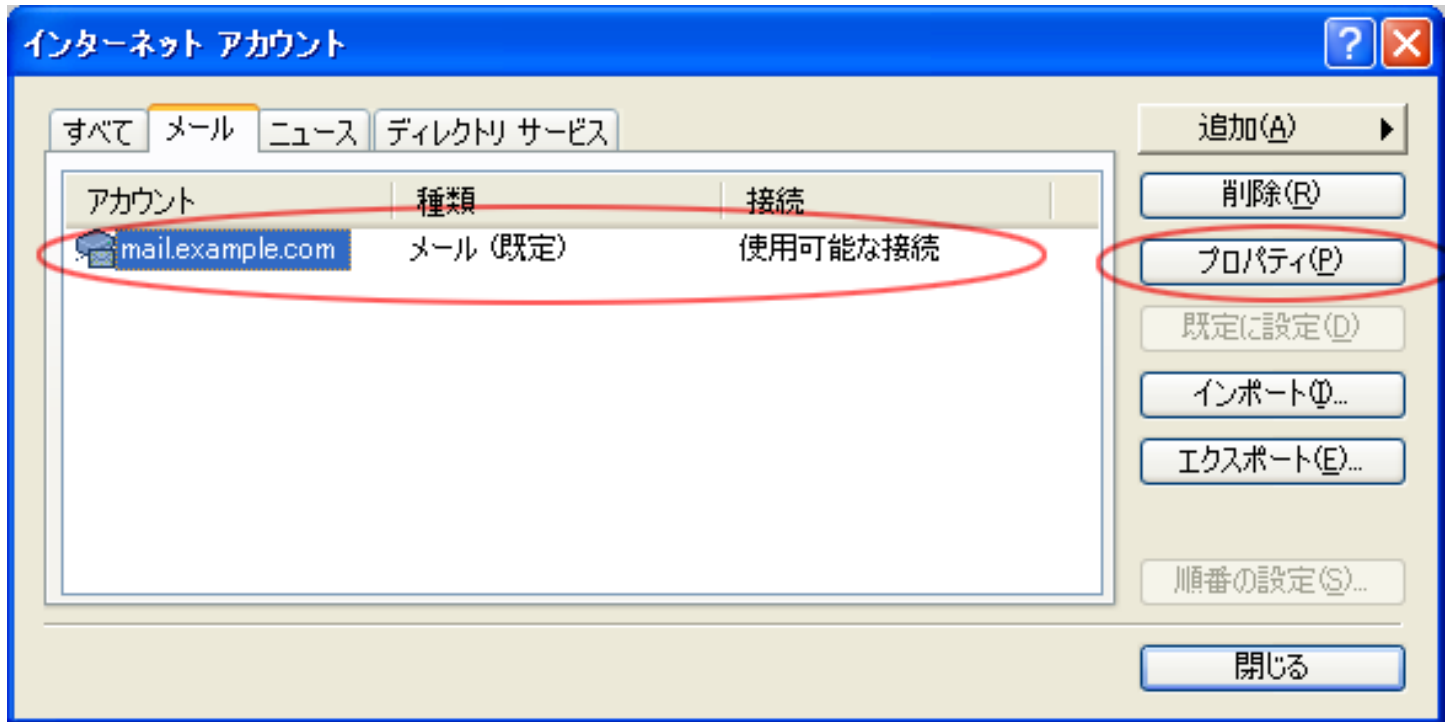 インターネット アカウント
すべて メール ニュース ディレクトリ サービス
アカウント 種類 接続
mail.example.com メール (既定) 使用可能な接続
追加(A)
削除(R)
プロパティ(P)
既定に設定(D)
インポート(I)...
エクスポート(E)...
順番の設定(S)...
閉じる